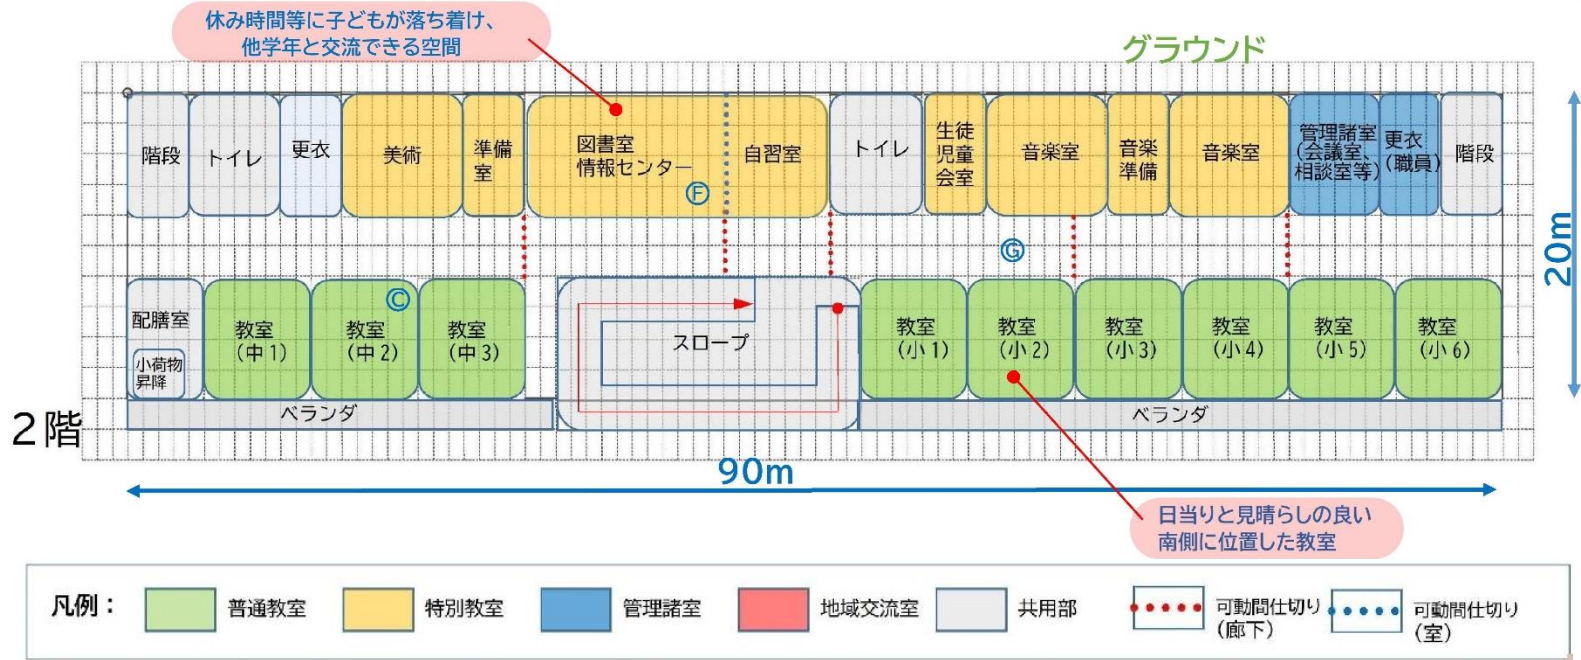 休み時間等に子どもが落ち着け、
他学年と交流できる空間
グラウンド
階段
トイレ
更衣
美術
準備
室
図書室
情報センター
Ⓕ
自習室
トイレ
生徒
児童
会室
音楽室
音楽
準備
音楽室
管理諸室
(会議室、
相談室等)
更衣
(職員)
階段
Ⓖ
20m
配膳室
小荷物
昇降
教室
(中1)
Ⓒ
教室
(中2)
教室
(中3)
スロープ
教室
(小1)
教室
(小2)
教室
(小3)
教室
(小4)
教室
(小5)
教室
(小6)
ベランダ
ベランダ
2階
90m
日当りと見晴らしの良い
南側に位置した教室
凡例：
普通教室
特別教室
管理諸室
地域交流室
共用部
可動間仕切り
(廊下)
可動間仕切り
(室)